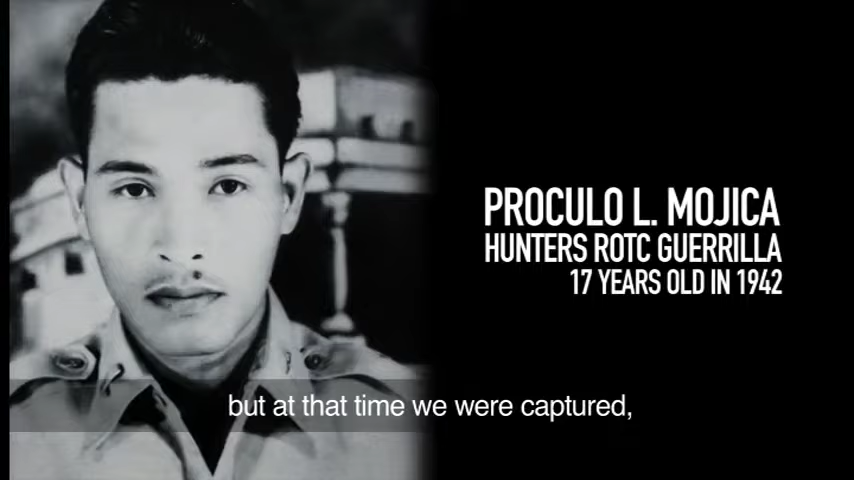 PROCULO L. MOJICA
HUNTERS ROTC GUERRILLA
17 YEARS OLD IN 1942
but at that time we were captured,